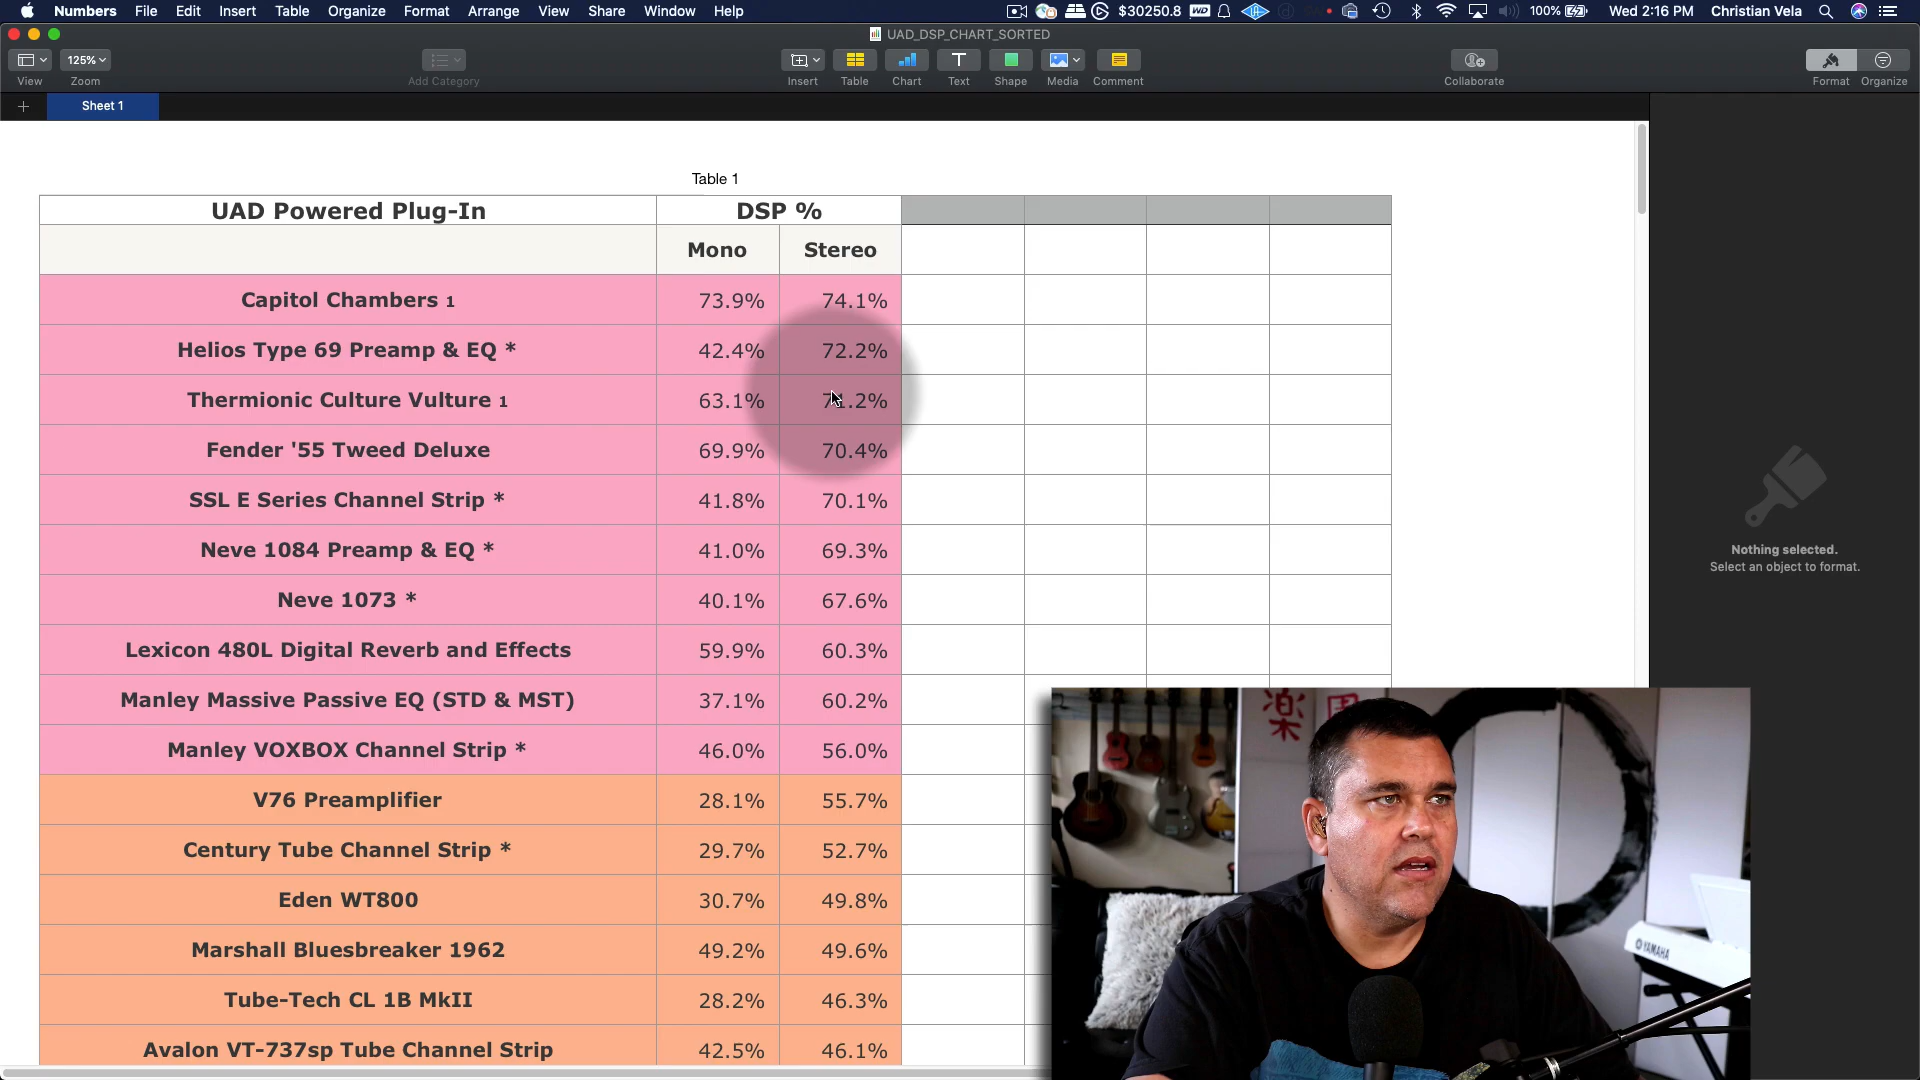 Numbers File Edit Insert Table Organize Format Arrange View Share Window Help $30250.8 WD 100% Wed 2:16 PM Christian Vela
UAD_DSP_CHART_SORTED
125%
View Zoom Add Category Insert Table Chart Text Shape Media Comment Collaborate Format Organize
Sheet 1
Table 1
UAD Powered Plug-In DSP %
Mono Stereo
Capitol Chambers 1 73.9% 74.1%
Helios Type 69 Preamp & EQ * 42.4% 72.2%
Thermionic Culture Vulture 1 63.1% 71.2%
Fender '55 Tweed Deluxe 69.9% 70.4%
SSL E Series Channel Strip * 41.8% 70.1%
Neve 1084 Preamp & EQ * 41.0% 69.3%
Neve 1073 * 40.1% 67.6%
Lexicon 480L Digital Reverb and Effects 59.9% 60.3%
Manley Massive Passive EQ (STD & MST) 37.1% 60.2%
Manley VOXBOX Channel Strip * 46.0% 56.0%
V76 Preamplifier 28.1% 55.7%
Century Tube Channel Strip * 29.7% 52.7%
Eden WT800 30.7% 49.8%
Marshall Bluesbreaker 1962 49.2% 49.6%
Tube-Tech CL 1B MkII 28.2% 46.3%
Avalon VT-737sp Tube Channel Strip 42.5% 46.1%
Nothing selected.
Select an object to format.
楽
YAMAHA